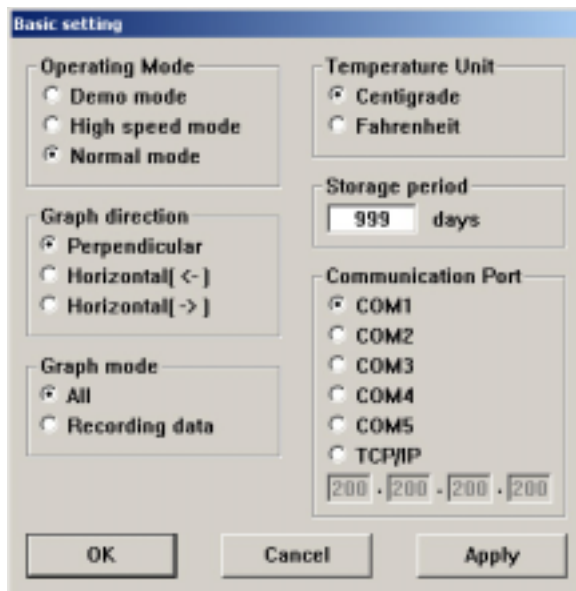 Basic setting
Operating Mode
Demo mode
High speed mode
Normal mode
Graph direction
Perpendicular
Horizontal( <- )
Horizontal( -> )
Graph mode
All
Recording data
Temperature Unit
Centigrade
Fahrenheit
Storage period
999 days
Communication Port
COM1
COM2
COM3
COM4
COM5
TCP/IP
200 . 200 . 200 . 200
OK Cancel Apply